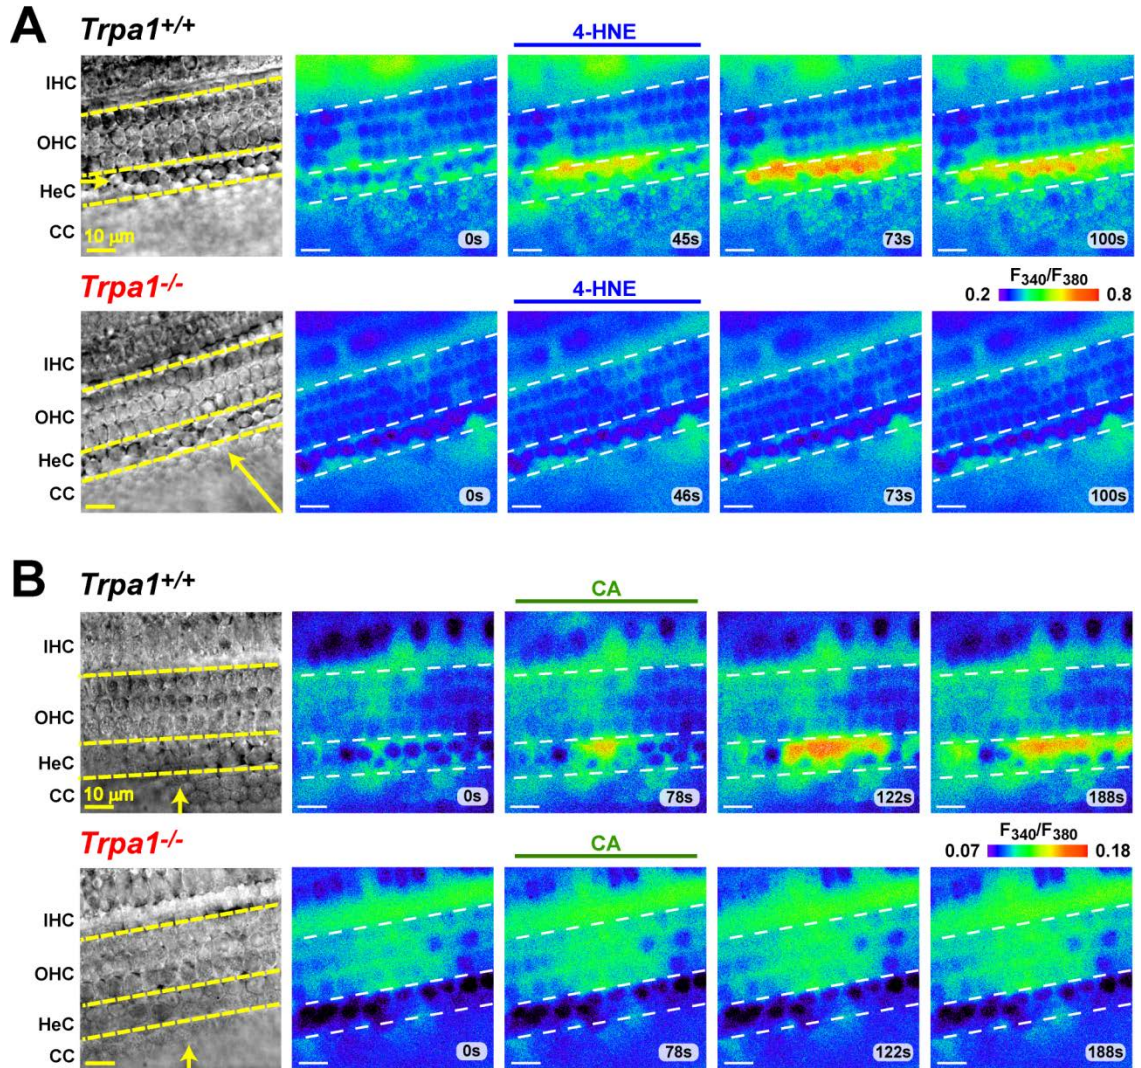 A
Trpa1+/+
4-HNE
IHC
OHC
HeC
CC
10 μm
0s
45s
73s
100s
Trpa1-/-
4-HNE
F340/F380
0.2
0.8
IHC
OHC
HeC
CC
0s
46s
73s
100s
B
Trpa1+/+
CA
IHC
OHC
HeC
CC
10 μm
0s
78s
122s
188s
Trpa1-/-
CA
F340/F380
0.07
0.18
IHC
OHC
HeC
CC
0s
78s
122s
188s